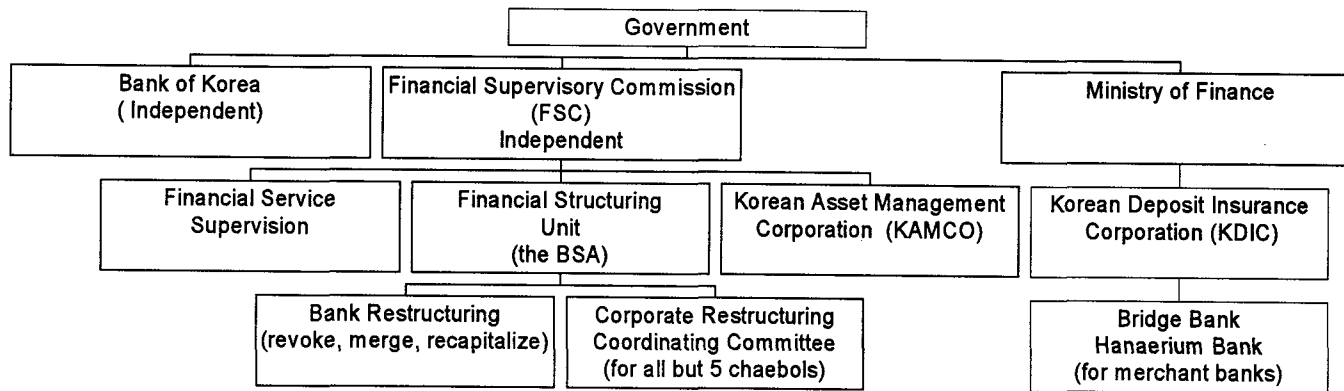 Government
Bank of Korea
( Independent)
Financial Supervisory Commission
(FSC)
Independent
Ministry of Finance
Financial Service
Supervision
Financial Structuring
Unit
(the BSA)
Korean Asset Management
Corporation (KAMCO)
Korean Deposit Insurance
Corporation (KDIC)
Bank Restructuring
(revoke, merge, recapitalize)
Corporate Restructuring
Coordinating Committee
(for all but 5 chaebols)
Bridge Bank
Hanaerium Bank
(for merchant banks)